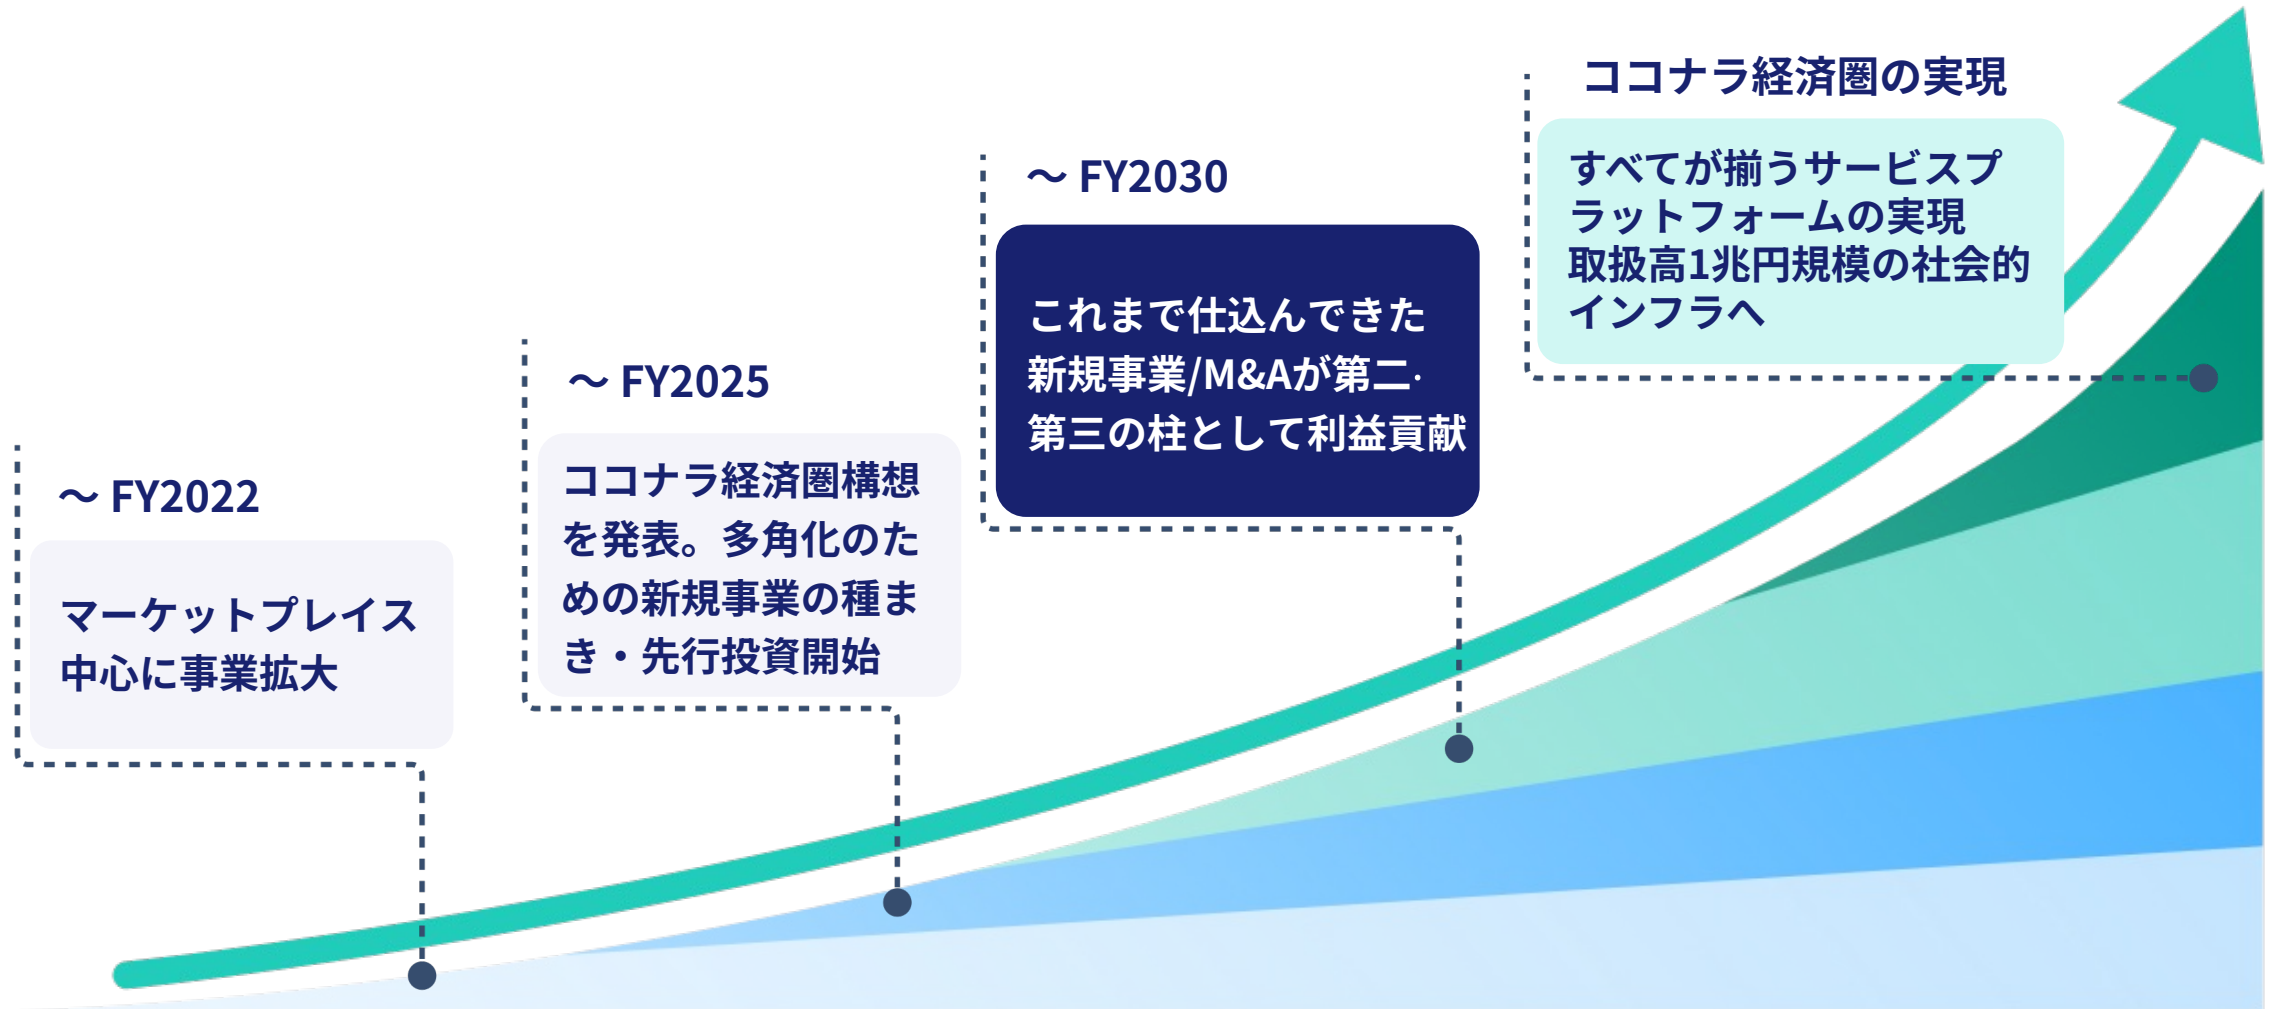 ～ FY2022
マーケットプレイス
中心に事業拡大
～ FY2025
ココナラ経済圏構想
を発表。多角化のた
めの新規事業の種ま
き・先行投資開始
～ FY2030
これまで仕込んできた
新規事業/M&Aが第二·
第三の柱として利益貢献
ココナラ経済圏の実現
すべてが揃うサービスプ
ラットフォームの実現
取扱高1兆円規模の社会的
インフラへ